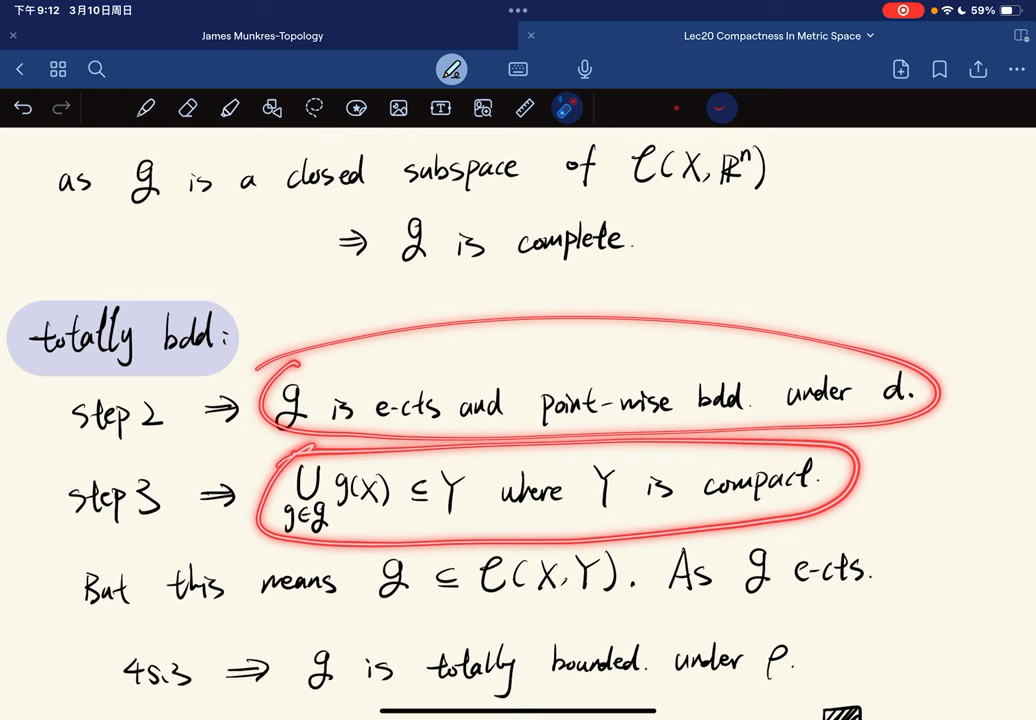 下午9:12 3月10日周日
59%
James Munkres-Topology
Lec20 Compactness In Metric Space
as g is a closed subspace of C(X, ℝⁿ)
⇒ g is complete.
totally bdd:
step 2 ⇒ g is e-cts and point-wise bdd. under d.
step 3 ⇒ ⋃ g(X) ⊆ Y where Y is compact.
g∈g
But this means g ⊆ C(X, Y). As g e-cts.
45.3 ⇒ g is totally bounded. under ρ.